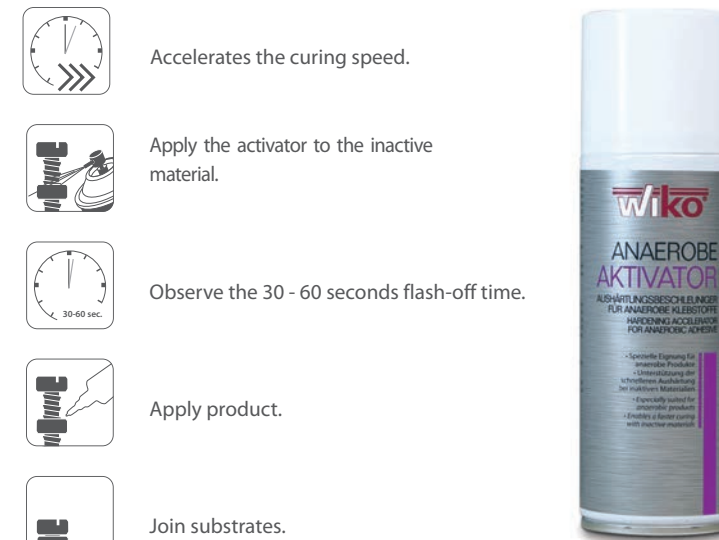 Accelerates the curing speed.
Apply the activator to the inactive
material.
30-60 sec.
Observe the 30 - 60 seconds flash-off time.
Apply product.
Join substrates.
wiko
ANAEROBE
AKTIVATOR
AUSHÄRTUNGSBESCHLEUNIGER
FÜR ANAEROBE KLEBSTOFFE
HARDENING ACCELERATOR
FOR ANAEROBIC ADHESIVE
• Spezielle Eignung für
anaerobe Produkte
• Unterstützung der
schnelleren Aushärtung
bei inaktiven Materialien
• Especially suited for
anaerobic products
• Enables a faster curing
with inactive materials